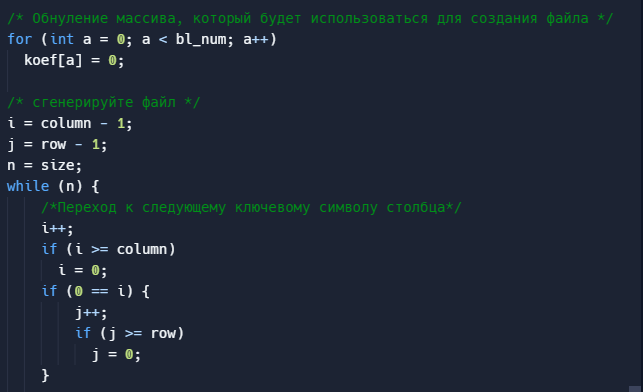 /* Обнуление массива, который будет использоваться для создания файла */
for (int a = 0; a < bl_num; a++)
koef[a] = 0;
/* сгенерируйте файл */
i = column - 1;
j = row - 1;
n = size;
while (n) {
/*Переход к следующему ключевому символу столбца*/
i++;
if (i >= column)
i = 0;
if (0 == i) {
j++;
if (j >= row)
j = 0;
}